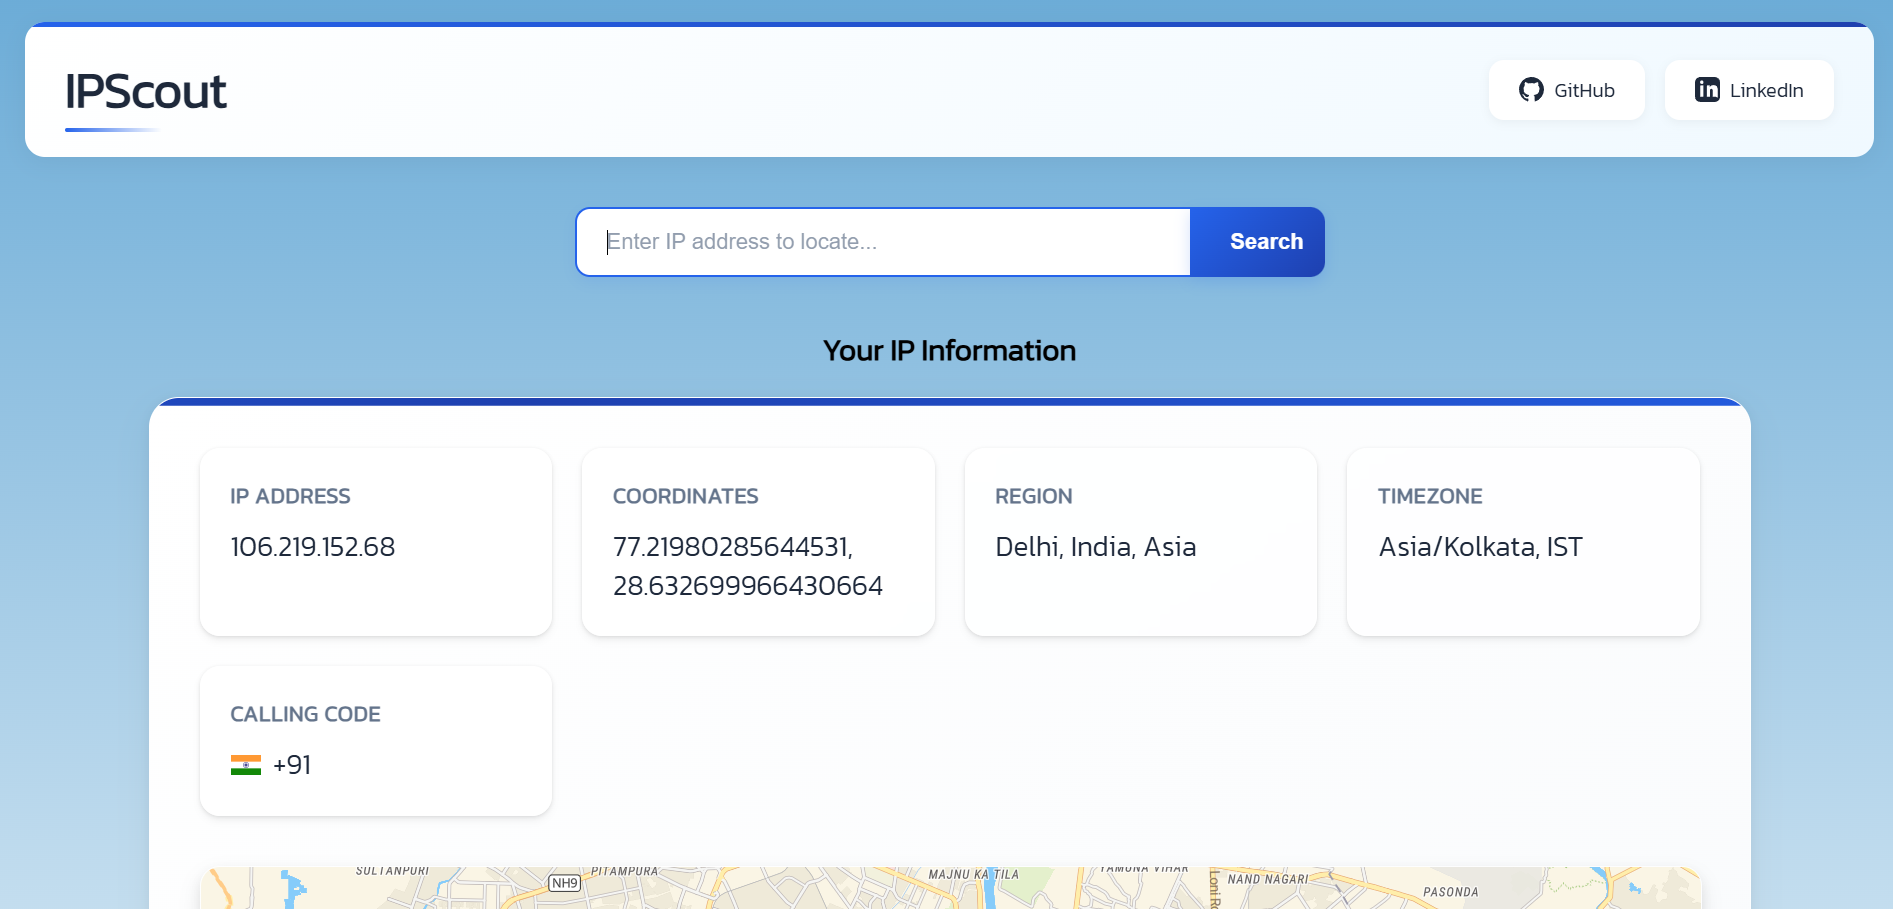 IPScout
GitHub
LinkedIn
Enter IP address to locate...
Search
Your IP Information
IP ADDRESS
106.219.152.68
COORDINATES
77.21980285644531,
28.632699966430664
REGION
Delhi, India, Asia
TIMEZONE
Asia/Kolkata, IST
CALLING CODE
+91
SULTANPURI
NH9
PITAMPURA
MAJNU KA TILA
YAMUNA VIHAR
NAND NAGARI
PASONDA